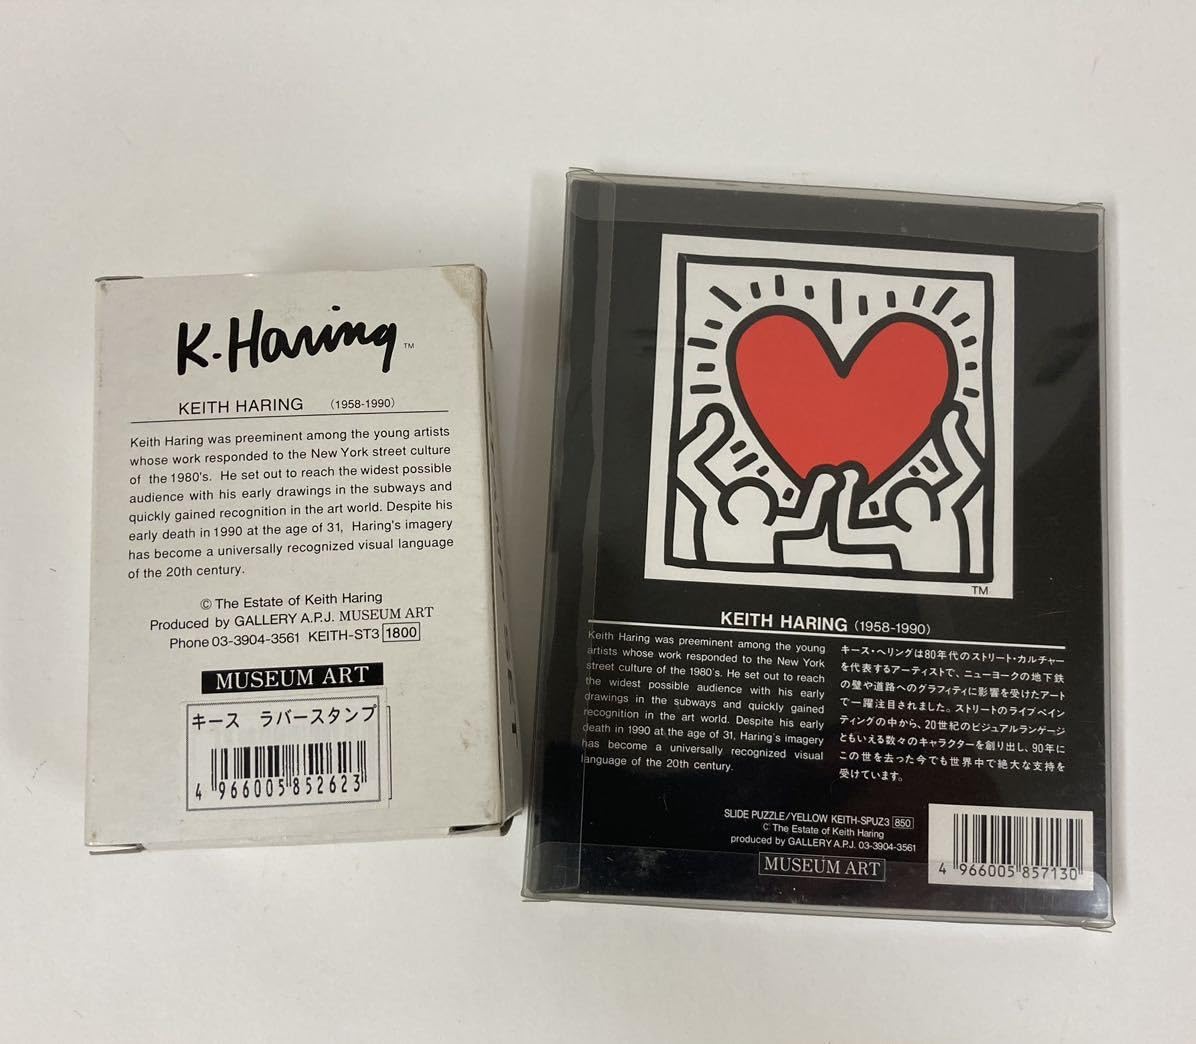 K. Haring ™
KEITH HARING (1958-1990)
Keith Haring was preeminent among the young artists
whose work responded to the New York street culture
of the 1980's. He set out to reach the widest possible
audience with his early drawings in the subways and
quickly gained recognition in the art world. Despite his
early death in 1990 at the age of 31, Haring's imagery
has become a universally recognized visual language
of the 20th century.
© The Estate of Keith Haring
Produced by GALLERY A.P.J. MUSEUM ART
Phone 03-3904-3561 KEITH-ST3 1800
MUSEUM ART
キース ラバースタンプ
4 966005 852623
TM
KEITH HARING (1958-1990)
Keith Haring was preeminent among the young
artists whose work responded to the New York
street culture of the 1980's. He set out to reach
the widest possible audience with his early
drawings in the subways and quickly gained
recognition in the art world. Despite his early
death in 1990 at the age of 31, Haring's imagery
has become a universally recognized visual
language of the 20th century.
キース・ヘリングは80年代のストリート・カルチャー
を代表するアーティストで、ニューヨークの地下鉄
の壁や道路へのグラフィティに影響を受けたアート
で一躍注目されました。ストリートのライブペイン
ティングの中から、20世紀のビジュアルランゲージ
ともいえる数々のキャラクターを創り出し、90年に
この世を去った今でも世界中で絶大な支持を
受けています。
SLIDE PUZZLE/YELLOW KEITH-SPUZ3 850
© The Estate of Keith Haring
produced by GALLERY A.P.J. 03-3904-3561
MUSEUM ART
4 966005 857130